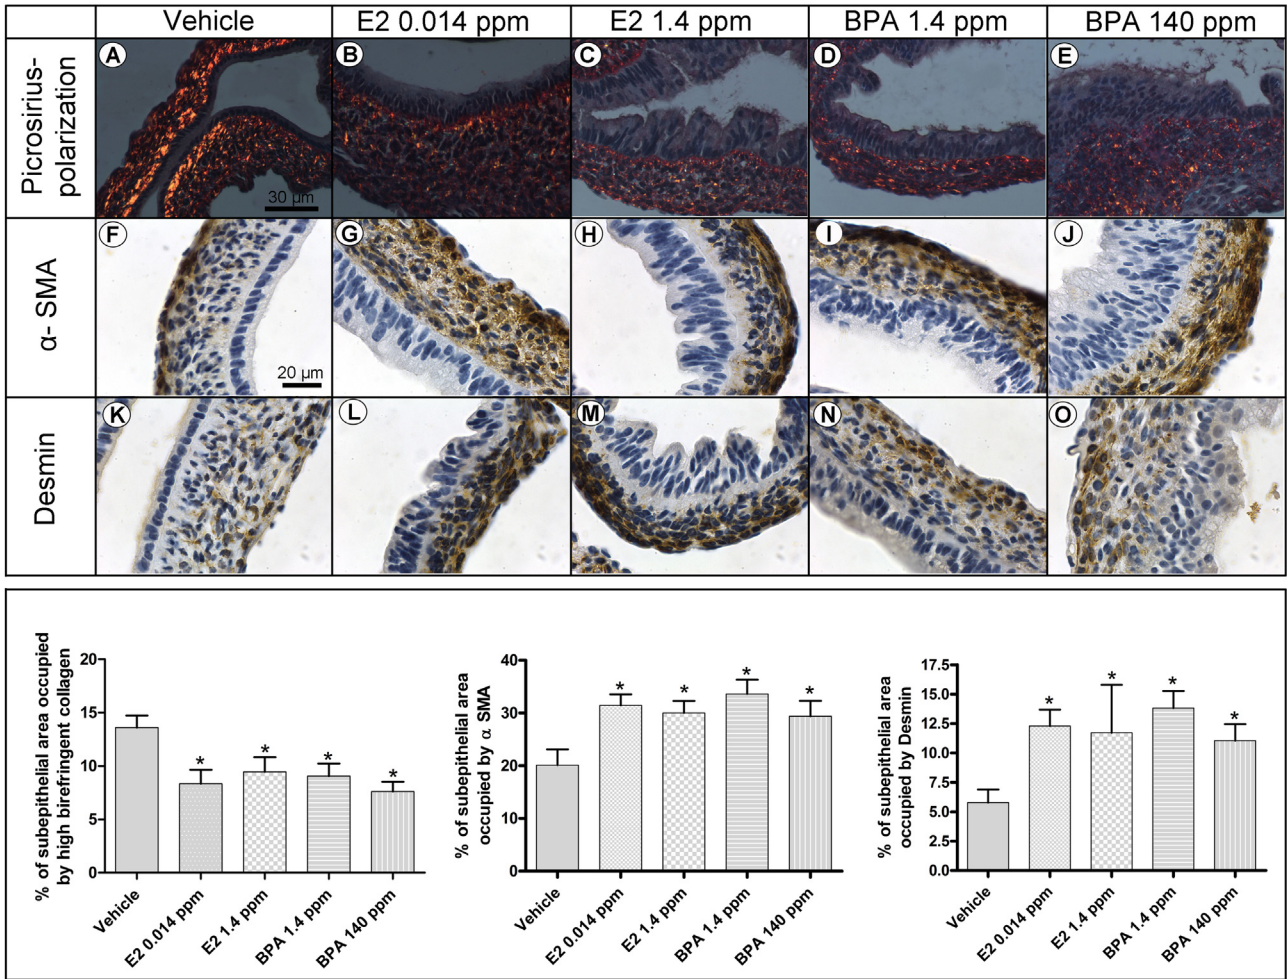 Vehicle
E2 0.014 ppm
E2 1.4 ppm
BPA 1.4 ppm
BPA 140 ppm
Picrosirius-
polarization
A
B
C
D
E
30 µm
α- SMA
F
G
H
I
J
20 µm
Desmin
K
L
M
N
O
% of subepithelial area occupied
by high birefringent collagen
20
15
10
5
0
*
*
*
*
Vehicle
E2 0.014 ppm
E2 1.4 ppm
BPA 1.4 ppm
BPA 140 ppm
% of subepithelial area
occupied by α SMA
40
30
20
10
0
*
*
*
*
Vehicle
E2 0.014 ppm
E2 1.4 ppm
BPA 1.4 ppm
BPA 140 ppm
% of subepithelial area
occupied by Desmin
17.5
15.0
12.5
10.0
7.5
5.0
2.5
0.0
*
*
*
*
Vehicle
E2 0.014 ppm
E2 1.4 ppm
BPA 1.4 ppm
BPA 140 ppm